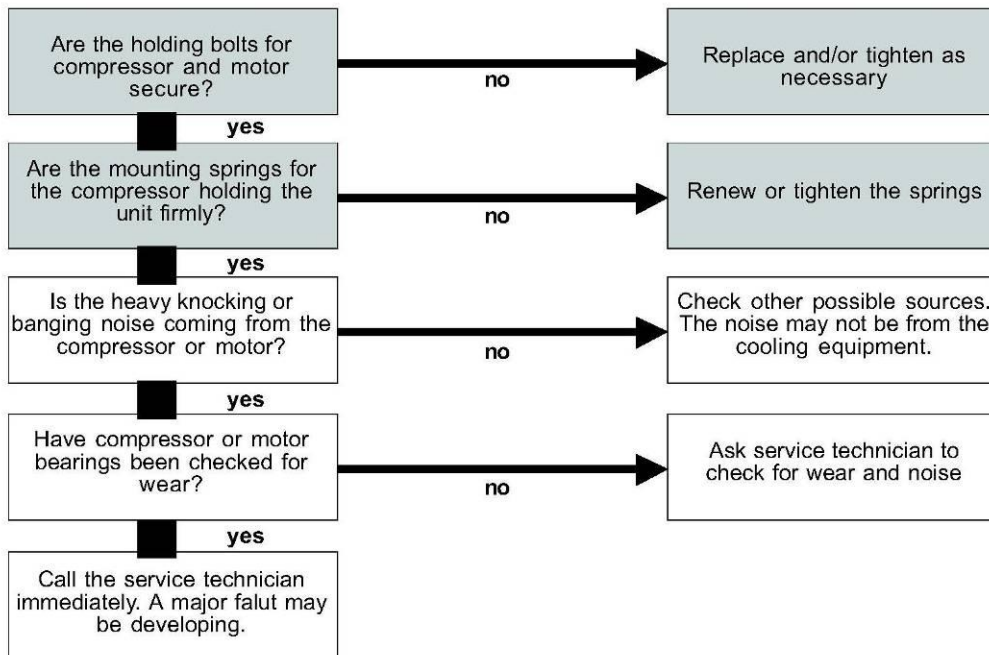 Are the holding bolts for
compressor and motor
secure?
no
Replace and/or tighten as
necessary
yes
Are the mounting springs for
the compressor holding the
unit firmly?
no
Renew or tighten the springs
yes
Is the heavy knocking or
banging noise coming from the
compressor or motor?
no
Check other possible sources.
The noise may not be from the
cooling equipment.
yes
Have compressor or motor
bearings been checked for
wear?
no
Ask service technician to
check for wear and noise
yes
Call the service technician
immediately. A major falut may
be developing.